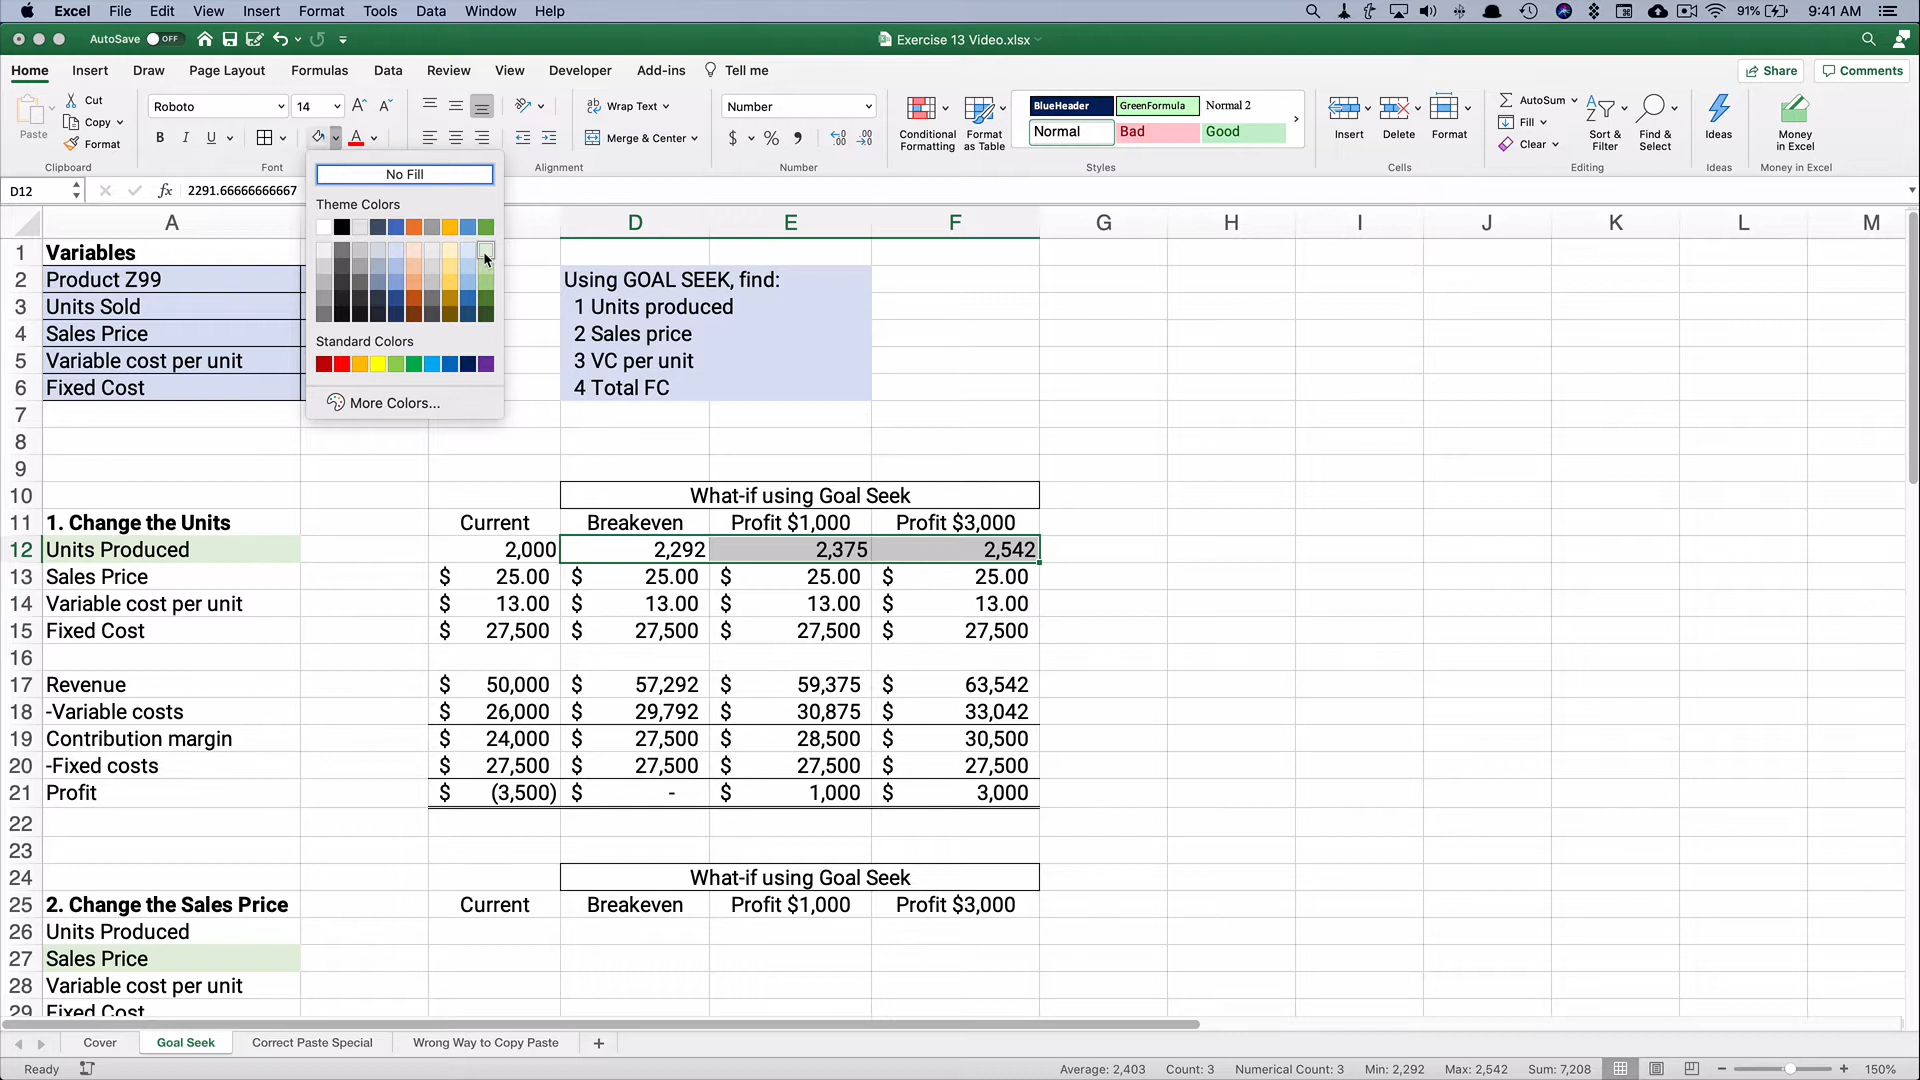 Excel File Edit View Insert Format Tools Data Window Help 91% 9:41 AM
AutoSave OFF Exercise 13 Video.xlsx
Home Insert Draw Page Layout Formulas Data Review View Developer Add-ins Tell me Share Comments
Paste Cut Copy Format
Roboto 14
B I U
Wrap Text
Merge & Center
Number
$ %
Conditional Formatting
Format as Table
BlueHeader GreenFormula Normal 2
Normal Bad Good
Insert Delete Format
AutoSum
Fill
Clear
Sort & Filter
Find & Select
Ideas
Money in Excel
Clipboard Font Alignment Number Styles Cells Editing Ideas Money in Excel
D12 fx 2291.66666666667
No Fill
Theme Colors
Standard Colors
More Colors...
A D E F G H I J K L M
1 Variables
2 Product Z99 Using GOAL SEEK, find:
3 Units Sold 1 Units produced
4 Sales Price 2 Sales price
5 Variable cost per unit 3 VC per unit
6 Fixed Cost 4 Total FC
7
8
9
10 What-if using Goal Seek
11 1. Change the Units Current Breakeven Profit $1,000 Profit $3,000
12 Units Produced 2,000 2,292 2,375 2,542
13 Sales Price $ 25.00 $ 25.00 $ 25.00 $ 25.00
14 Variable cost per unit $ 13.00 $ 13.00 $ 13.00 $ 13.00
15 Fixed Cost $ 27,500 $ 27,500 $ 27,500 $ 27,500
16
17 Revenue $ 50,000 $ 57,292 $ 59,375 $ 63,542
18 -Variable costs $ 26,000 $ 29,792 $ 30,875 $ 33,042
19 Contribution margin $ 24,000 $ 27,500 $ 28,500 $ 30,500
20 -Fixed costs $ 27,500 $ 27,500 $ 27,500 $ 27,500
21 Profit $ (3,500) $ - $ 1,000 $ 3,000
22
23
24 What-if using Goal Seek
25 2. Change the Sales Price Current Breakeven Profit $1,000 Profit $3,000
26 Units Produced
27 Sales Price
28 Variable cost per unit
29 Fixed Cost
Cover Goal Seek Correct Paste Special Wrong Way to Copy Paste +
Ready Average: 2,403 Count: 3 Numerical Count: 3 Min: 2,292 Max: 2,542 Sum: 7,208 150%